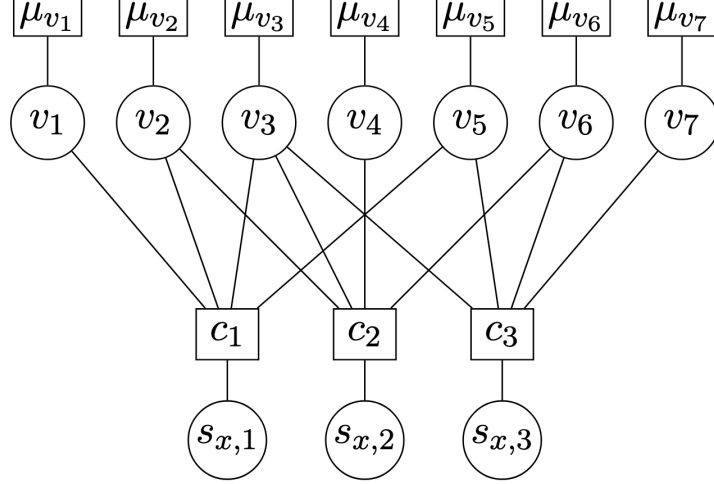 μ_{v_1} μ_{v_2} μ_{v_3} μ_{v_4} μ_{v_5} μ_{v_6} μ_{v_7}
v_1 v_2 v_3 v_4 v_5 v_6 v_7
c_1 c_2 c_3
s_{x,1} s_{x,2} s_{x,3}